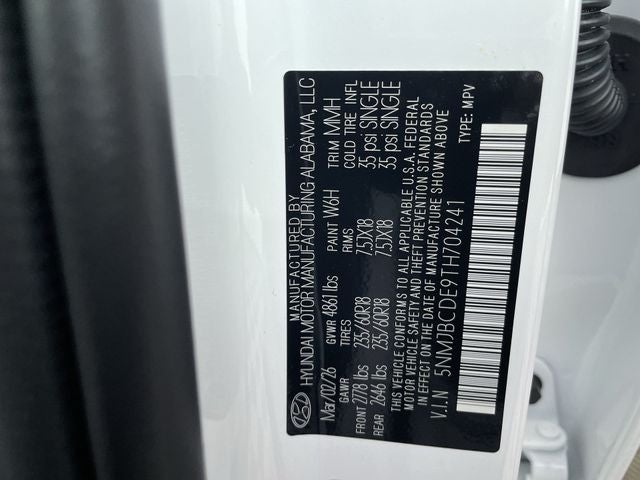 MANUFACTURED BY
HYUNDAI MOTOR MANUFACTURING ALABAMA, LLC
Mar/02/26 GVWR 4861 lbs PAINT W6H TRIM MMH
GAWR TIRES RIMS COLD TIRE INFL
FRONT 2778 lbs 235/60R18 7.5JX18 35 psi SINGLE
REAR 2646 lbs 235/60R18 7.5JX18 35 psi SINGLE
THIS VEHICLE CONFORMS TO ALL APPLICABLE U.S.A. FEDERAL
MOTOR VEHICLE SAFETY AND THEFT PREVENTION STANDARDS
IN EFFECT ON THE DATE OF MANUFACTURE SHOWN ABOVE.
V.I.N 5NMJBCDE9TH704241 TYPE: MPV